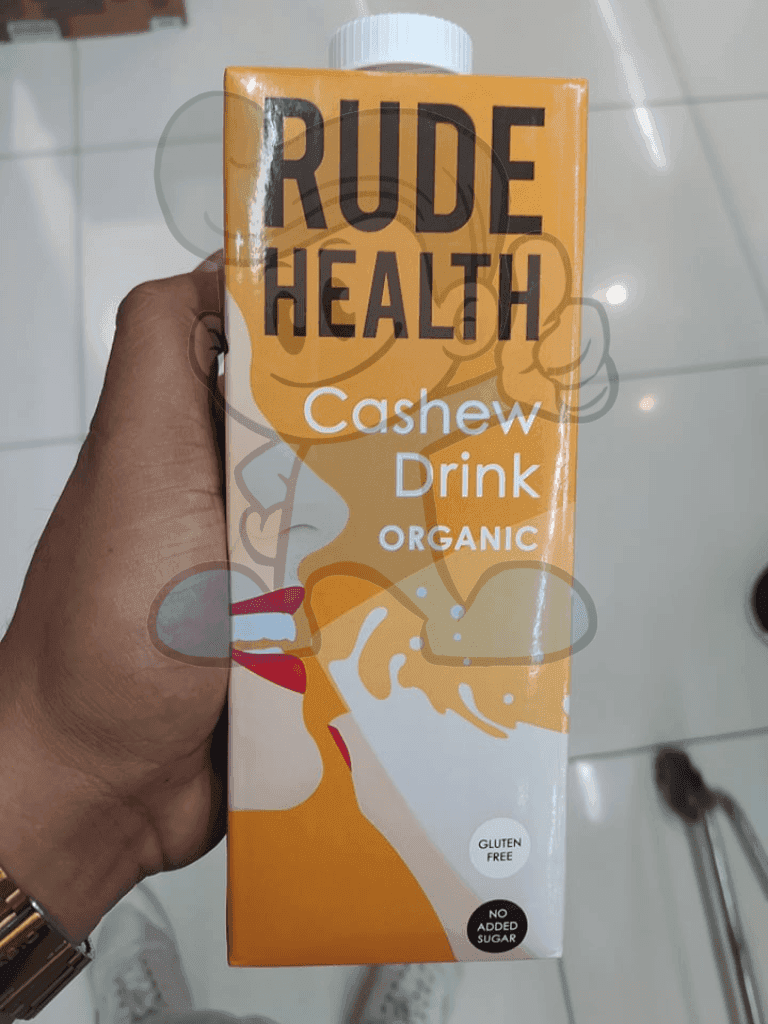 RUDE
HEALTH
Cashew
Drink
ORGANIC
GLUTEN
FREE
NO
ADDED
SUGAR